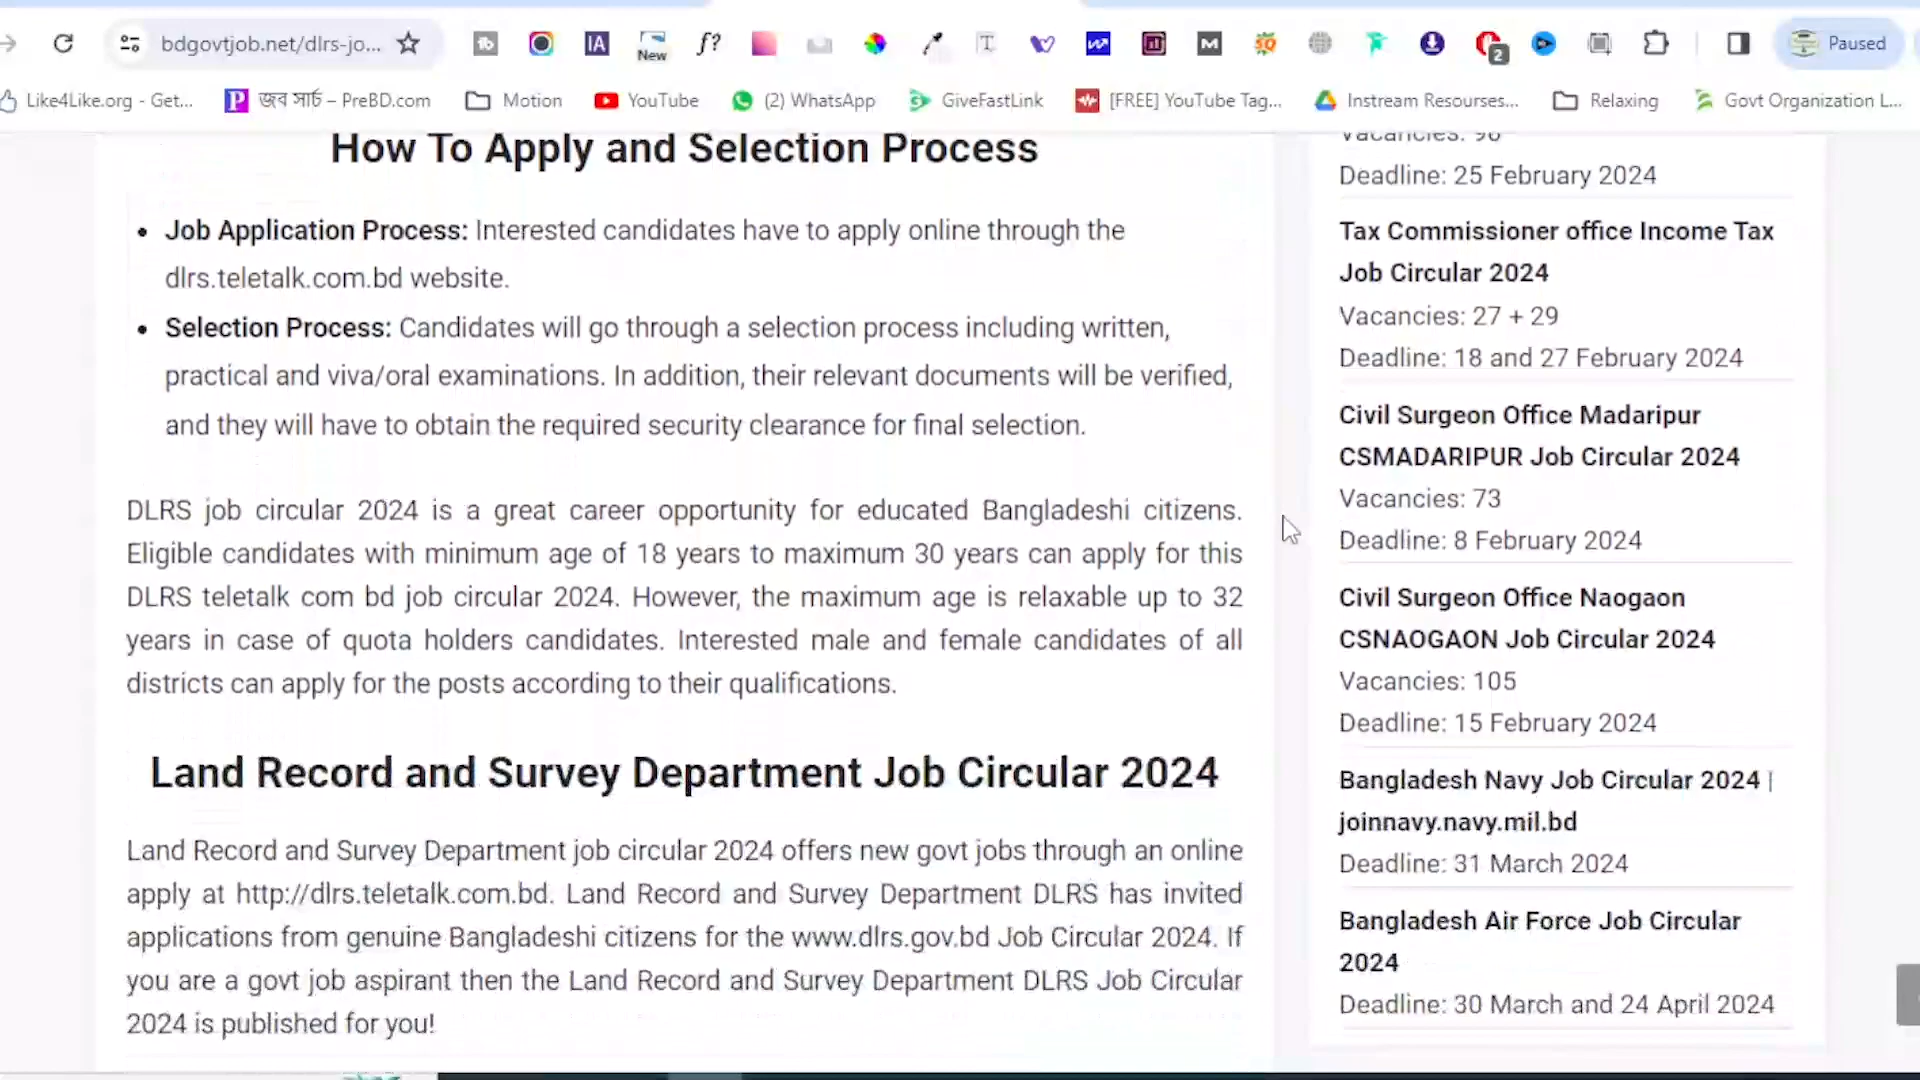 bdgovtjob.net/dlrs-jo...
IA
New
f?
T
M
2
Paused
Like4Like.org - Get...
জব সার্চ – PreBD.com
Motion
YouTube
(2) WhatsApp
GiveFastLink
[FREE] YouTube Tag...
Instream Resourses...
Relaxing
Govt Organization L...
How To Apply and Selection Process
Job Application Process: Interested candidates have to apply online through the
dlrs.teletalk.com.bd website.
Selection Process: Candidates will go through a selection process including written,
practical and viva/oral examinations. In addition, their relevant documents will be verified,
and they will have to obtain the required security clearance for final selection.
DLRS job circular 2024 is a great career opportunity for educated Bangladeshi citizens.
Eligible candidates with minimum age of 18 years to maximum 30 years can apply for this
DLRS teletalk com bd job circular 2024. However, the maximum age is relaxable up to 32
years in case of quota holders candidates. Interested male and female candidates of all
districts can apply for the posts according to their qualifications.
Land Record and Survey Department Job Circular 2024
Land Record and Survey Department job circular 2024 offers new govt jobs through an online
apply at http://dlrs.teletalk.com.bd. Land Record and Survey Department DLRS has invited
applications from genuine Bangladeshi citizens for the www.dlrs.gov.bd Job Circular 2024. If
you are a govt job aspirant then the Land Record and Survey Department DLRS Job Circular
2024 is published for you!
Vacancies:
Deadline: 25 February 2024
Tax Commissioner office Income Tax
Job Circular 2024
Vacancies: 27 + 29
Deadline: 18 and 27 February 2024
Civil Surgeon Office Madaripur
CSMADARIPUR Job Circular 2024
Vacancies: 73
Deadline: 8 February 2024
Civil Surgeon Office Naogaon
CSNAOGAON Job Circular 2024
Vacancies: 105
Deadline: 15 February 2024
Bangladesh Navy Job Circular 2024 |
joinnavy.navy.mil.bd
Deadline: 31 March 2024
Bangladesh Air Force Job Circular
2024
Deadline: 30 March and 24 April 2024